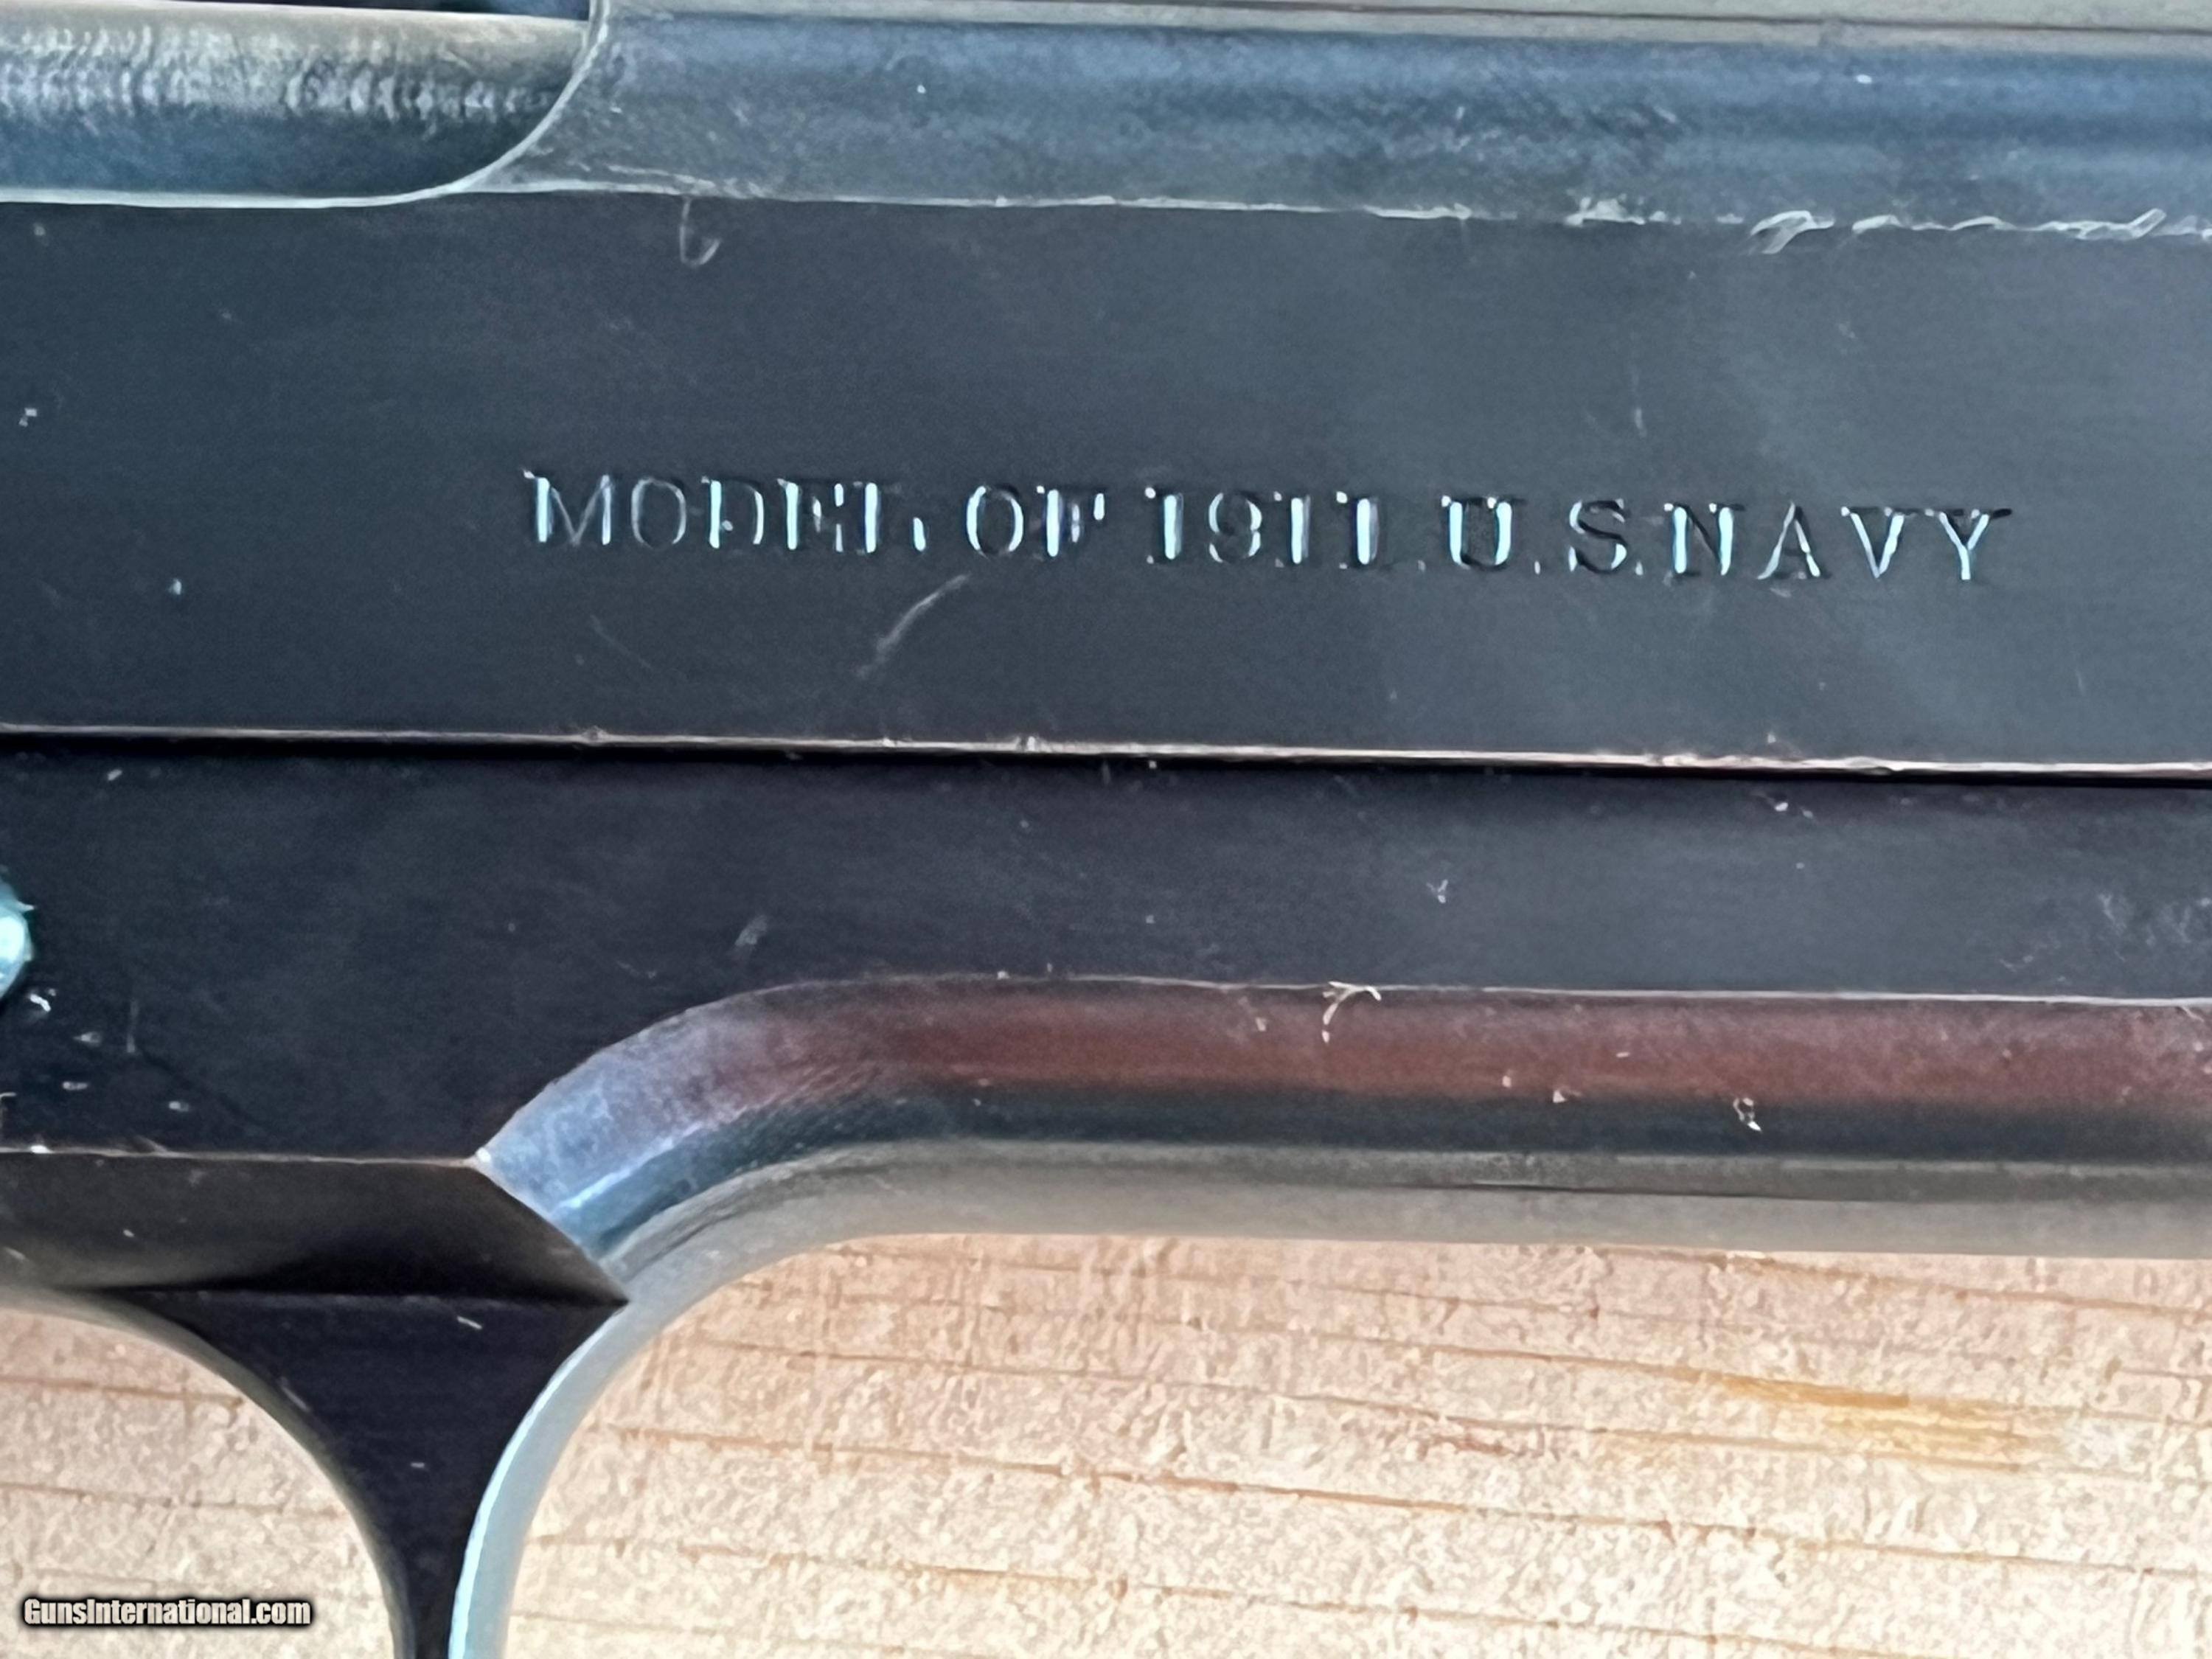 MODEL OF 1911.U.S.NAVY
GunsInternational.com